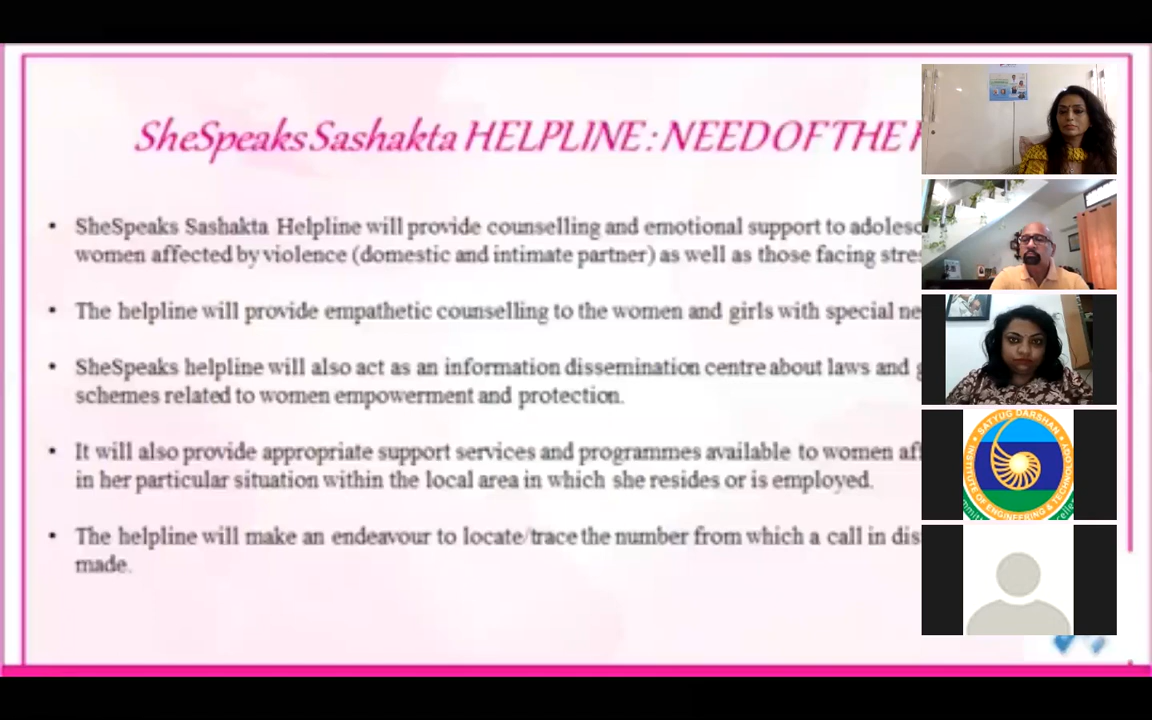 SheSpeaks Sashakta HELPLINE : NEED OF THE
• SheSpeaks Sashakta Helpline will provide counselling and emotional support to adolesc
women affected by violence (domestic and intimate partner) as well as those facing stre
• The helpline will provide empathetic counselling to the women and girls with special ne
• SheSpeaks helpline will also act as an information dissemination centre about laws and g
schemes related to women empowerment and protection.
• It will also provide appropriate support services and programmes available to women aff
in her particular situation within the local area in which she resides or is employed.
• The helpline will make an endeavour to locate/trace the number from which a call in dis
made.
SATYUG DARSHAN
INSTITUTE OF ENGINEERING & TECHNOLOGY